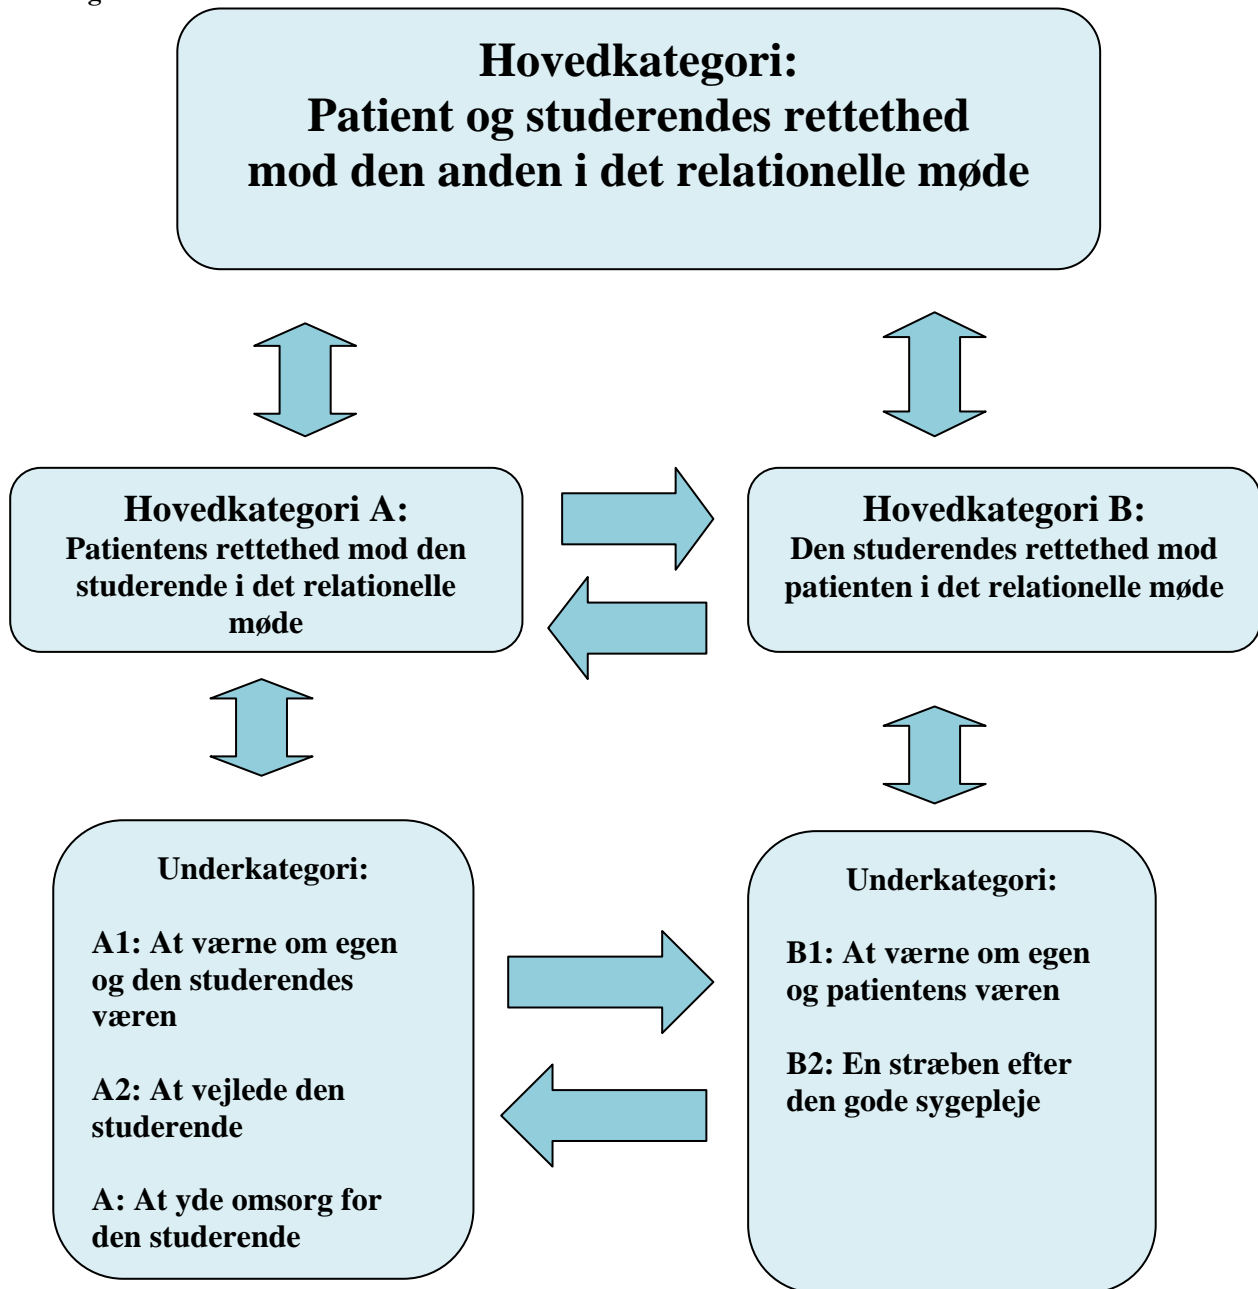 Hovedkategori:
Patient og studerendes rettethed
mod den anden i det relationelle møde
Hovedkategori A:
Patientens rettethed mod den
studerende i det relationelle
møde
Hovedkategori B:
Den studerendes rettethed mod
patienten i det relationelle møde
Underkategori:
A1: At værne om egen
og den studerendes
væren
A2: At vejlede den
studerende
A: At yde omsorg for
den studerende
Underkategori:
B1: At værne om egen
og patientens væren
B2: En stræben efter
den gode sygepleje